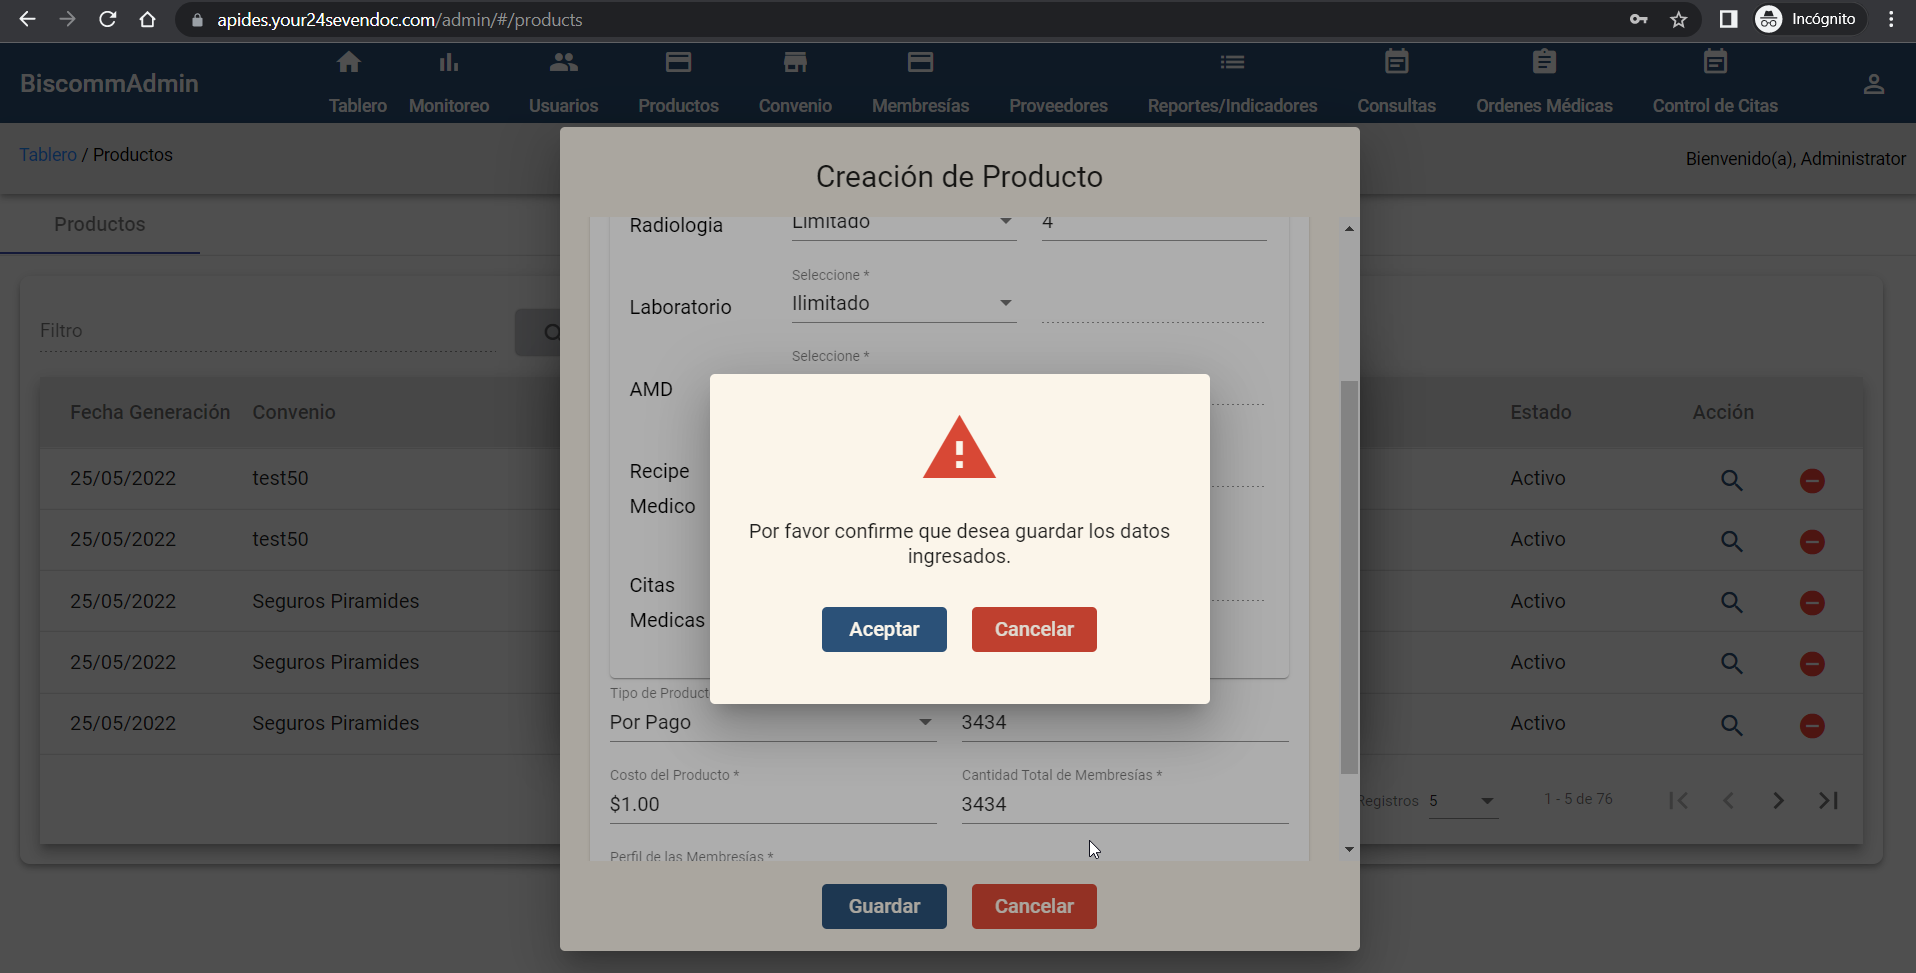 apides.your24sevendoc.com/admin/#/products
Incógnito
BiscommAdmin
Tablero Monitoreo Usuarios Productos Convenio Membresías Proveedores Reportes/Indicadores Consultas Ordenes Médicas Control de Citas
Tablero / Productos
Bienvenido(a), Administrator
Productos
Filtro
Fecha Generación Convenio Estado Acción
25/05/2022 test50 Activo
25/05/2022 test50 Activo
25/05/2022 Seguros Piramides Activo
25/05/2022 Seguros Piramides Activo
25/05/2022 Seguros Piramides Activo
Registros 5 1 - 5 de 76
Creación de Producto
Radiologia Limitado 4
Seleccione *
Laboratorio Ilimitado
Seleccione *
AMD
Recipe
Medico
Citas
Medicas
Por favor confirme que desea guardar los datos
ingresados.
Aceptar Cancelar
Tipo de Product
Por Pago 3434
Costo del Producto * Cantidad Total de Membresías *
$1.00 3434
Perfil de las Membresías *
Guardar Cancelar